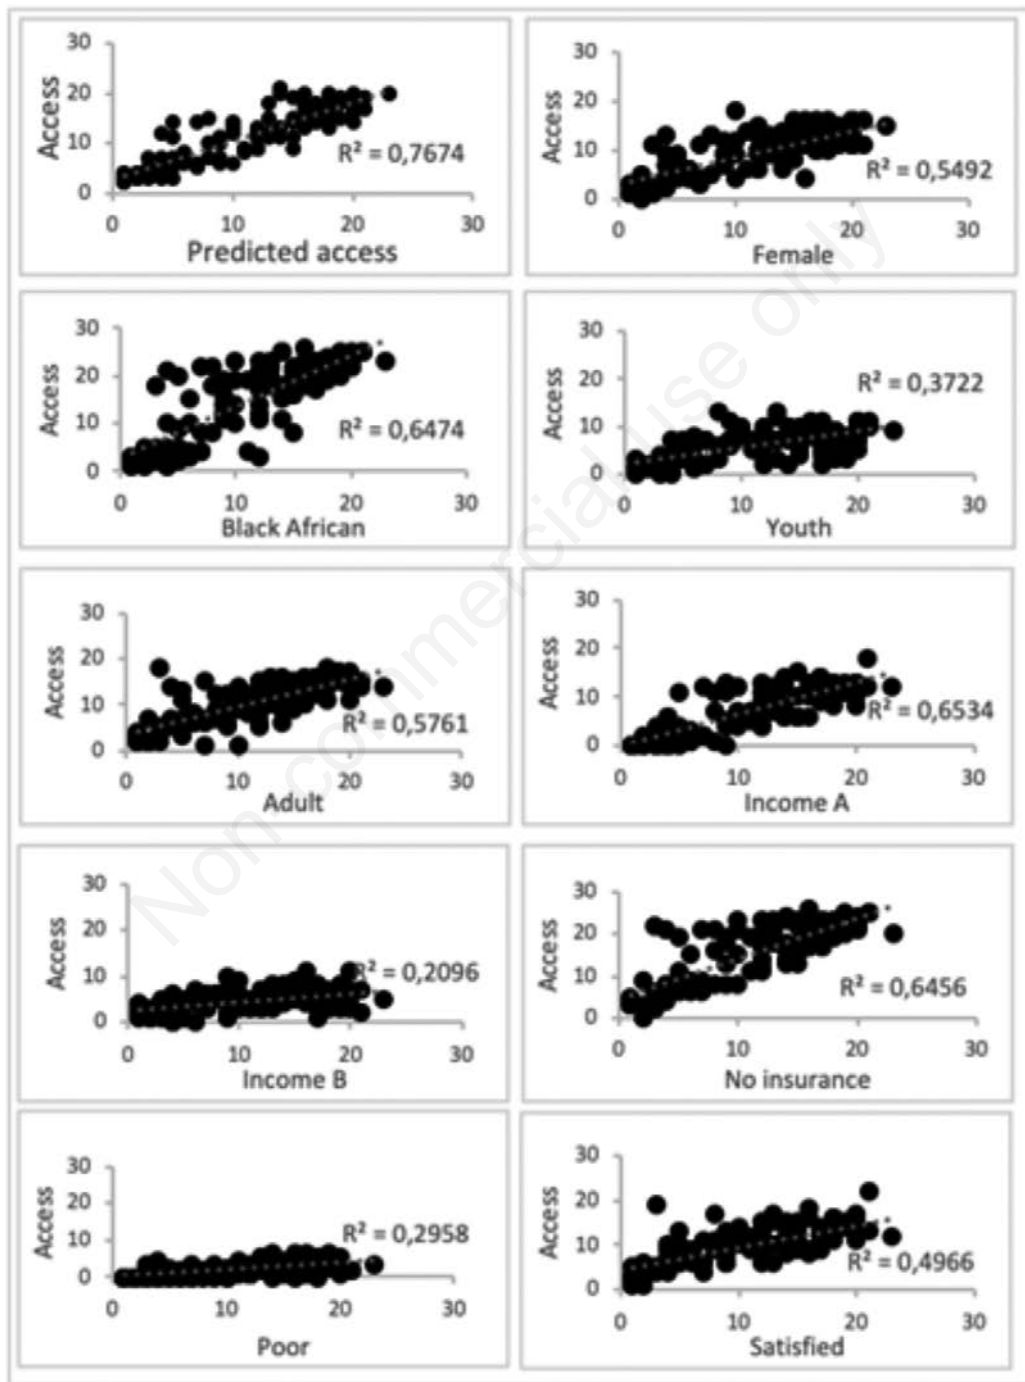 30
20
10
0
Access
R² = 0,7674
0 10 20 30
Predicted access
30
20
10
0
Access
R² = 0,5492
0 10 20 30
Female
30
20
10
0
Access
R² = 0,6474
0 10 20 30
Black African
30
20
10
0
Access
R² = 0,3722
0 10 20 30
Youth
30
20
10
0
Access
R² = 0,5761
0 10 20 30
Adult
30
20
10
0
Access
R² = 0,6534
0 10 20 30
Income A
30
20
10
0
Access
R² = 0,2096
0 10 20 30
Income B
30
20
10
0
Access
R² = 0,6456
0 10 20 30
No insurance
30
20
10
0
Access
R² = 0,2958
0 10 20 30
Poor
30
20
10
0
Access
R² = 0,4966
0 10 20 30
Satisfied
Non-commercial use only